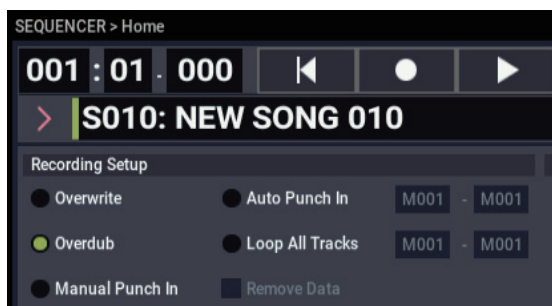 SEQUENCER > Home
001 : 01 . 000
S010: NEW SONG 010
Recording Setup
Overwrite Auto Punch In M001 - M001
Overdub Loop All Tracks M001 - M001
Manual Punch In Remove Data